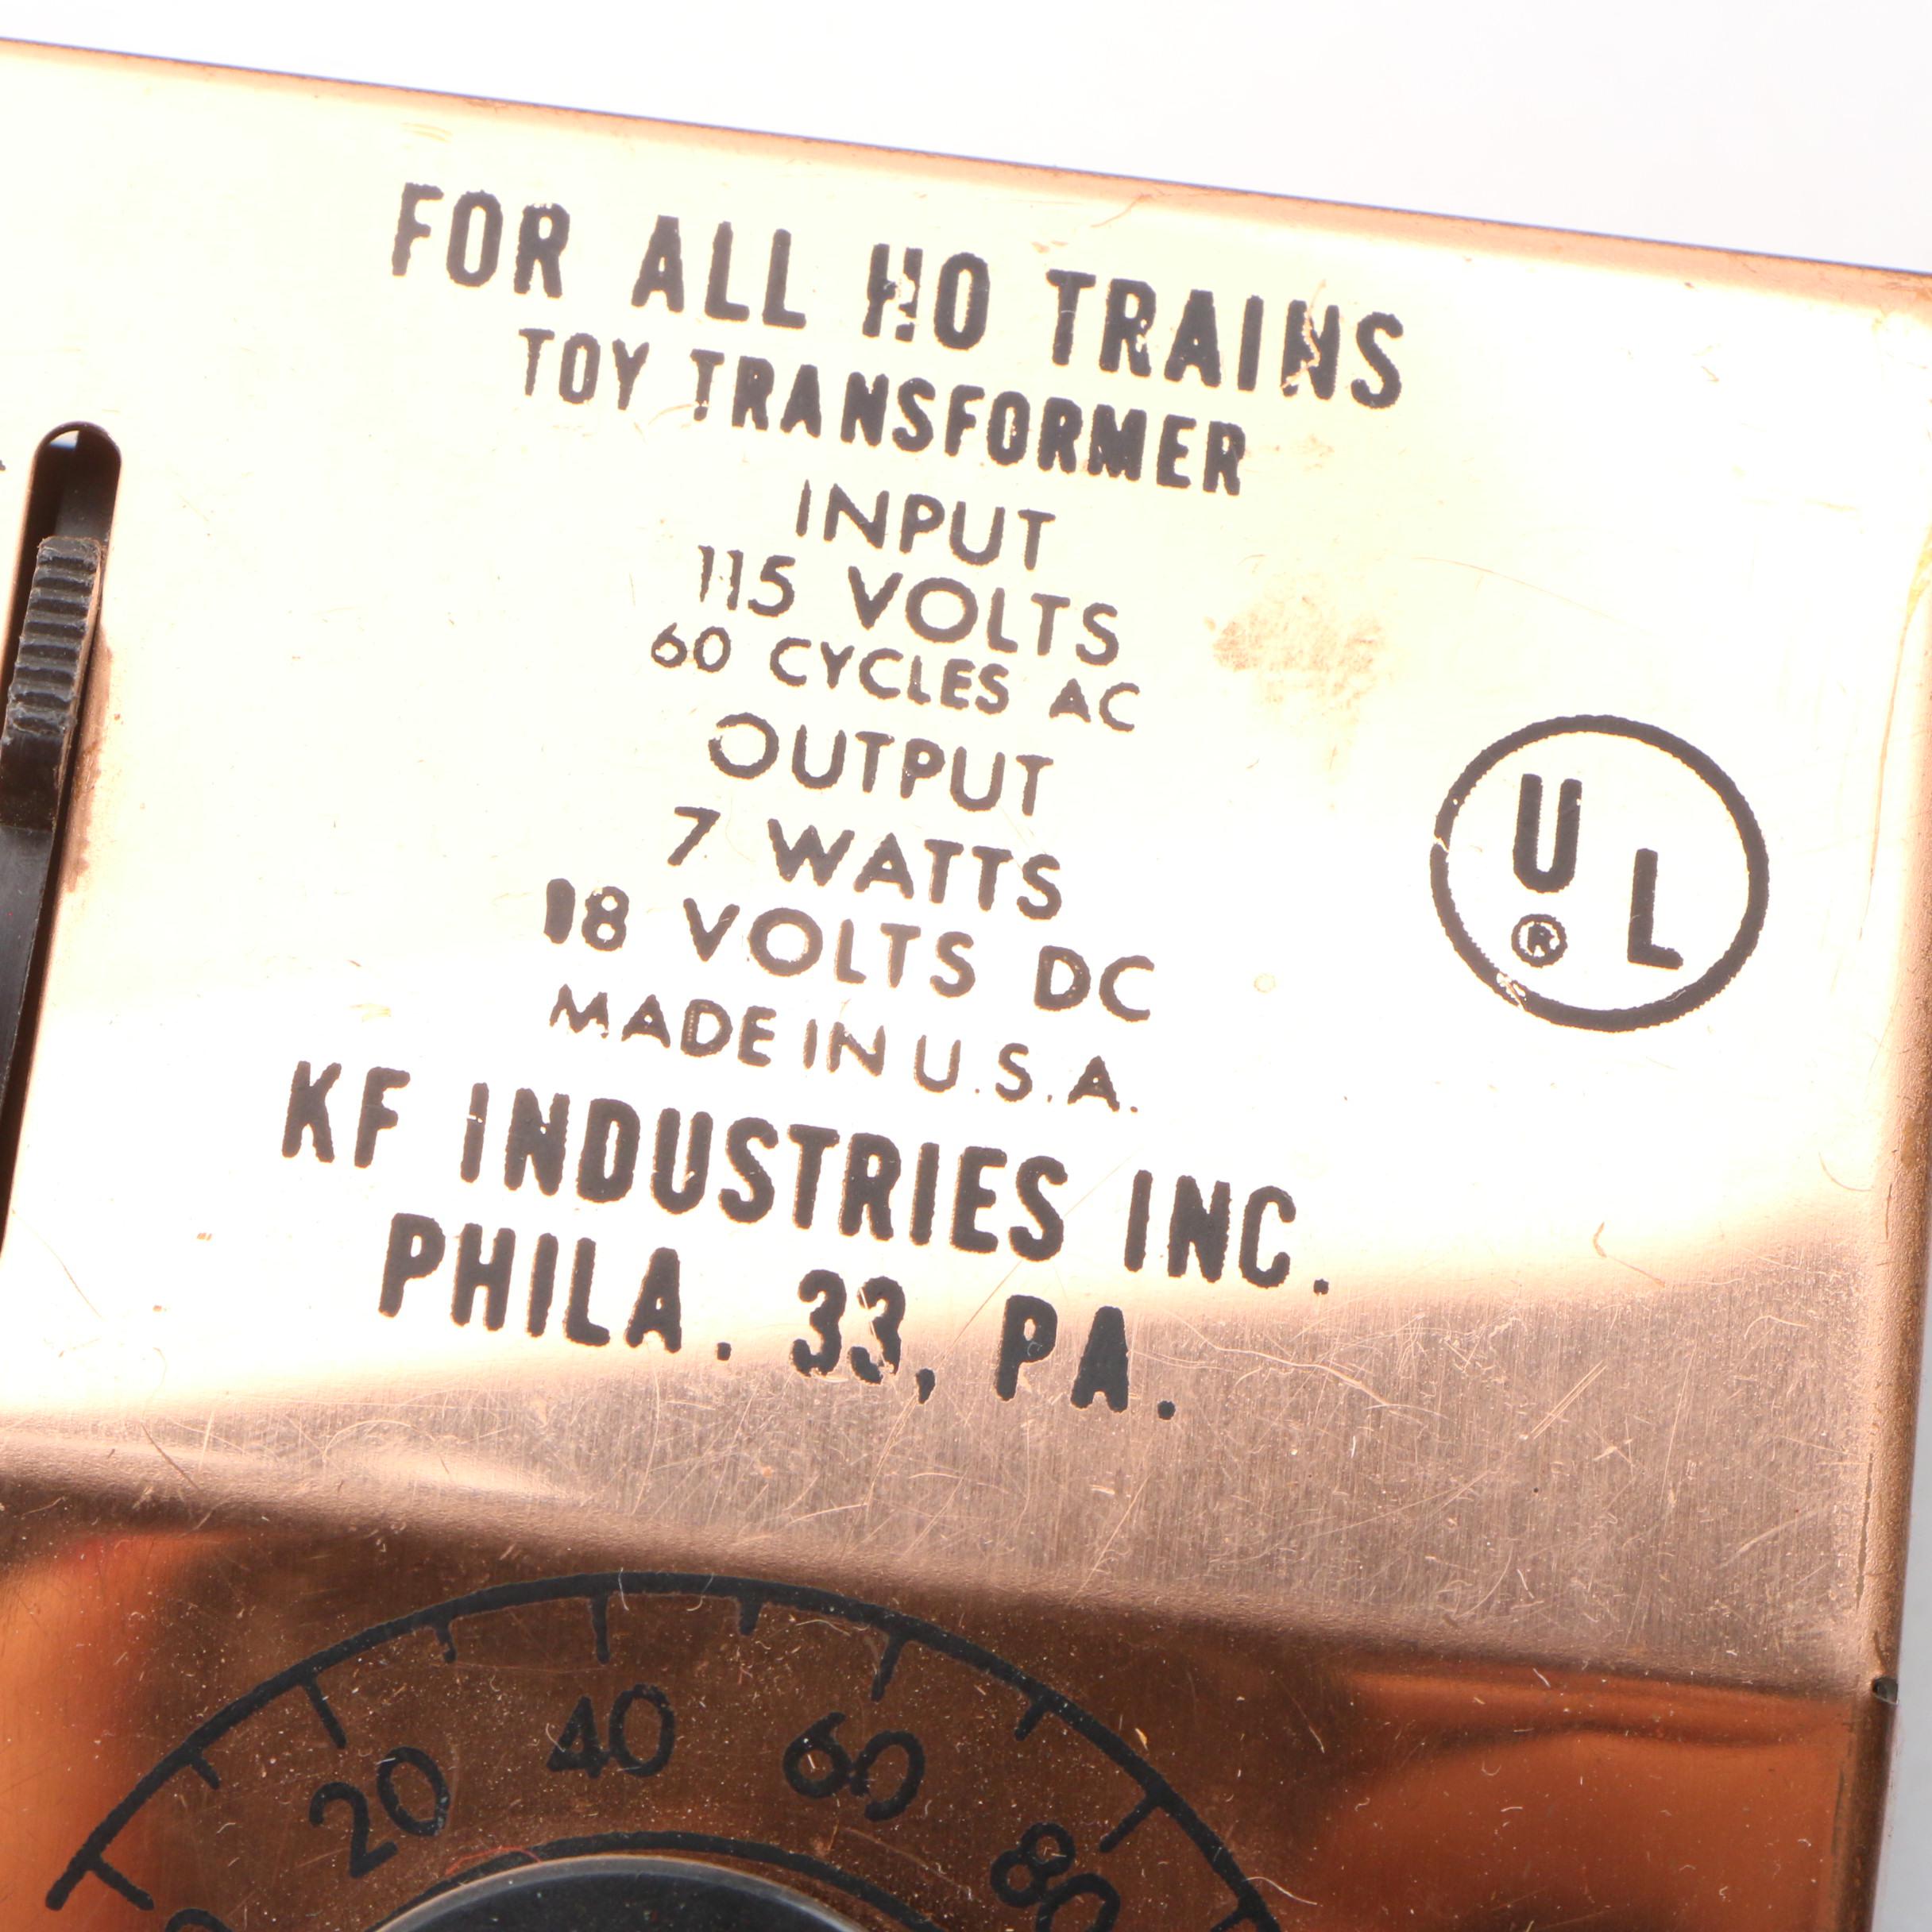 FOR ALL HO TRAINS
TOY TRANSFORMER
INPUT
115 VOLTS
60 CYCLES AC
OUTPUT
7 WATTS
18 VOLTS DC
MADE IN U.S.A.
KF INDUSTRIES INC.
PHILA. 33, PA.
UL
®
20 40 60 80